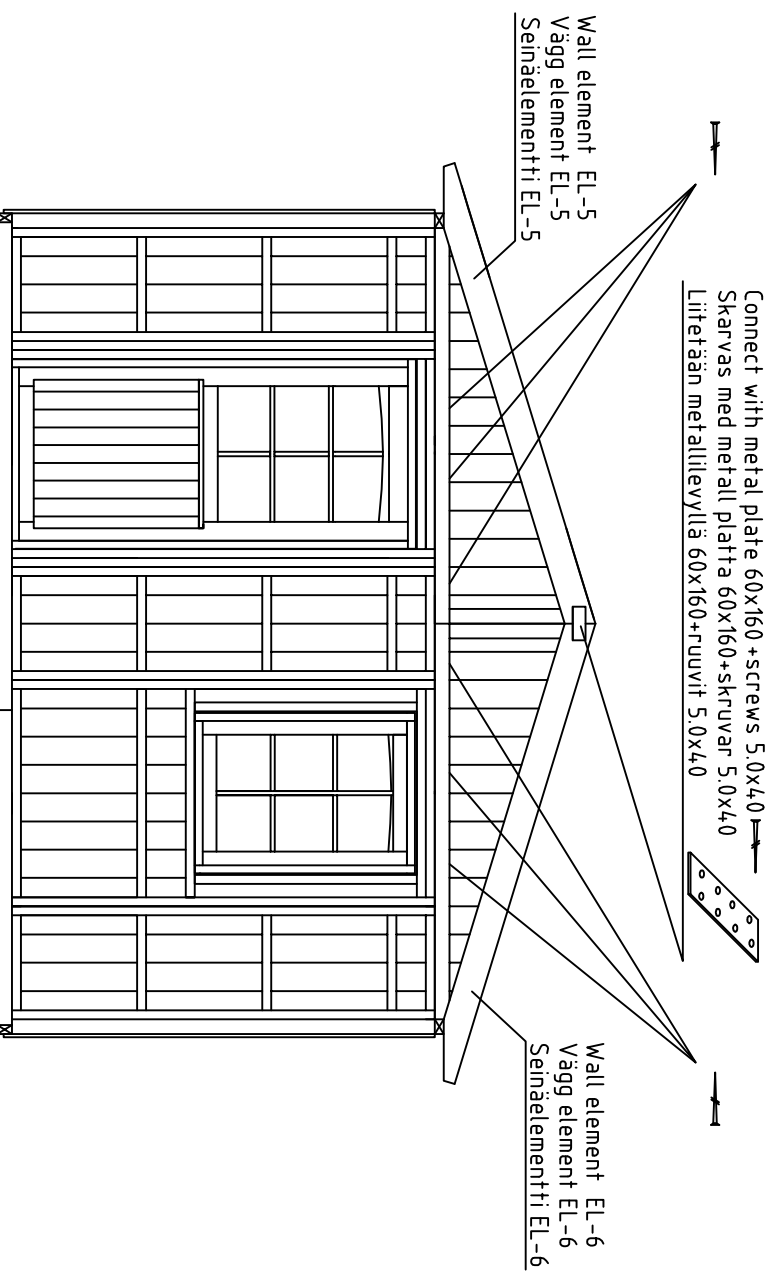 Connect with metal plate 60x160 +screws 5.0x40
Skarvas med metall platta 60x160+skruvar 5.0x40
Liitetään metallilevyllä 60x160+ruuvit 5.0x40
Wall element EL-5
Vägg element EL-5
Seinäelementti EL-5
Wall element EL-6
Vägg element EL-6
Seinäelementti EL-6